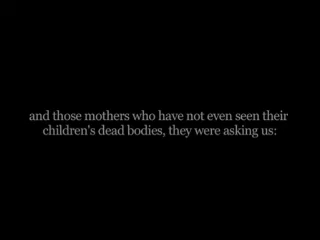 and those mothers who have not even seen their
children's dead bodies, they were asking us: